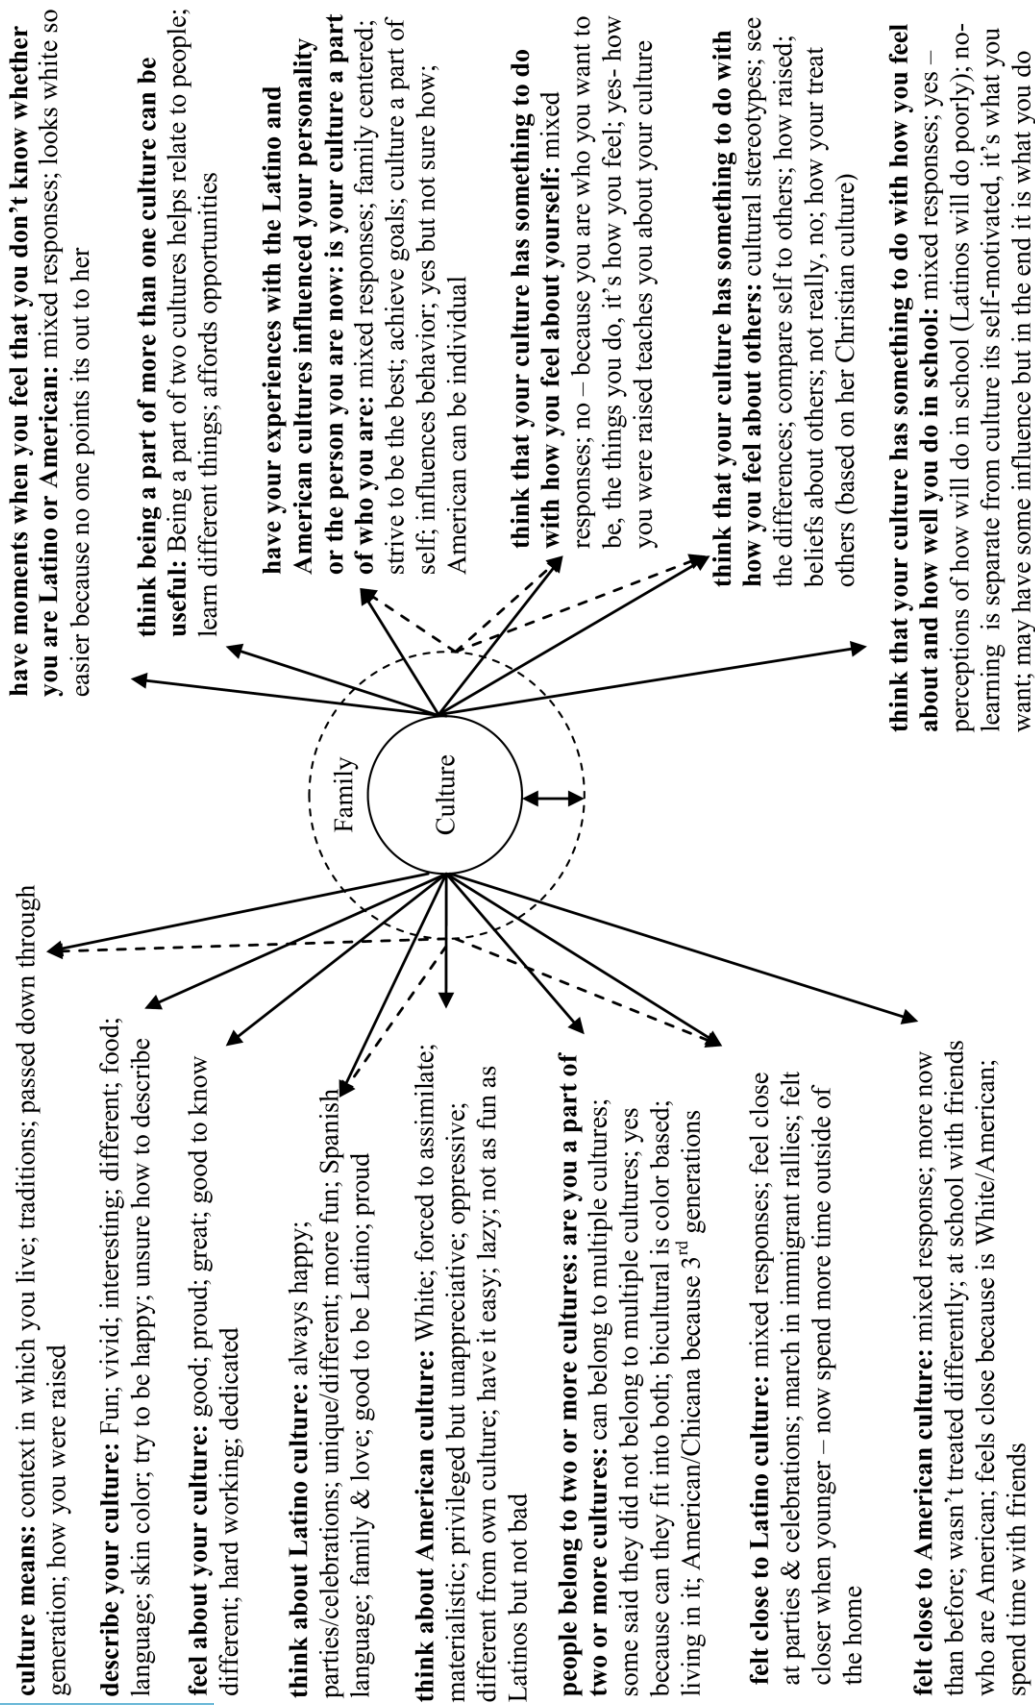 culture means: context in which you live; traditions; passed down through
generation; how you were raised
describe your culture: Fun; vivid; interesting; different; food;
language; skin color; try to be happy; unsure how to describe
feel about your culture: good; proud; great; good to know
different; hard working; dedicated
think about Latino culture: always happy;
parties/celebrations; unique/different; more fun; Spanish
language; family & love; good to be Latino; proud
think about American culture: White; forced to assimilate;
materialistic; privileged but unappreciative; oppressive;
different from own culture; have it easy; lazy; not as fun as
Latinos but not bad
people belong to two or more cultures: are you a part of
two or more cultures: can belong to multiple cultures;
some said they did not belong to multiple cultures; yes
because can they fit into both; bicultural is color based;
living in it; American/Chicana because 3rd generations
felt close to Latino culture: mixed responses; feel close
at parties & celebrations; march in immigrant rallies; felt
closer when younger – now spend more time outside of
the home
felt close to American culture: mixed response; more now
than before; wasn't treated differently; at school with friends
who are American; feels close because is White/American;
spend time with friends
Family
Culture
have moments when you feel that you don't know whether
you are Latino or American: mixed responses; looks white so
easier because no one points its out to her
think being a part of more than one culture can be
useful: Being a part of two cultures helps relate to people;
learn different things; affords opportunities
have your experiences with the Latino and
American cultures influenced your personality
or the person you are now: is your culture a part
of who you are: mixed responses; family centered;
strive to be the best; achieve goals; culture a part of
self; influences behavior; yes but not sure how;
American can be individual
think that your culture has something to do
with how you feel about yourself: mixed
responses; no – because you are who you want to
be, the things you do, it's how you feel; yes- how
you were raised teaches you about your culture
think that your culture has something to do with
how you feel about others: cultural stereotypes; see
the differences; compare self to others; how raised;
beliefs about others; not really, no; how your treat
others (based on her Christian culture)
think that your culture has something to do with how you feel
about and how well you do in school: mixed responses; yes –
perceptions of how will do in school (Latinos will do poorly); no-
learning is separate from culture its self-motivated, it's what you
want; may have some influence but in the end it is what you do